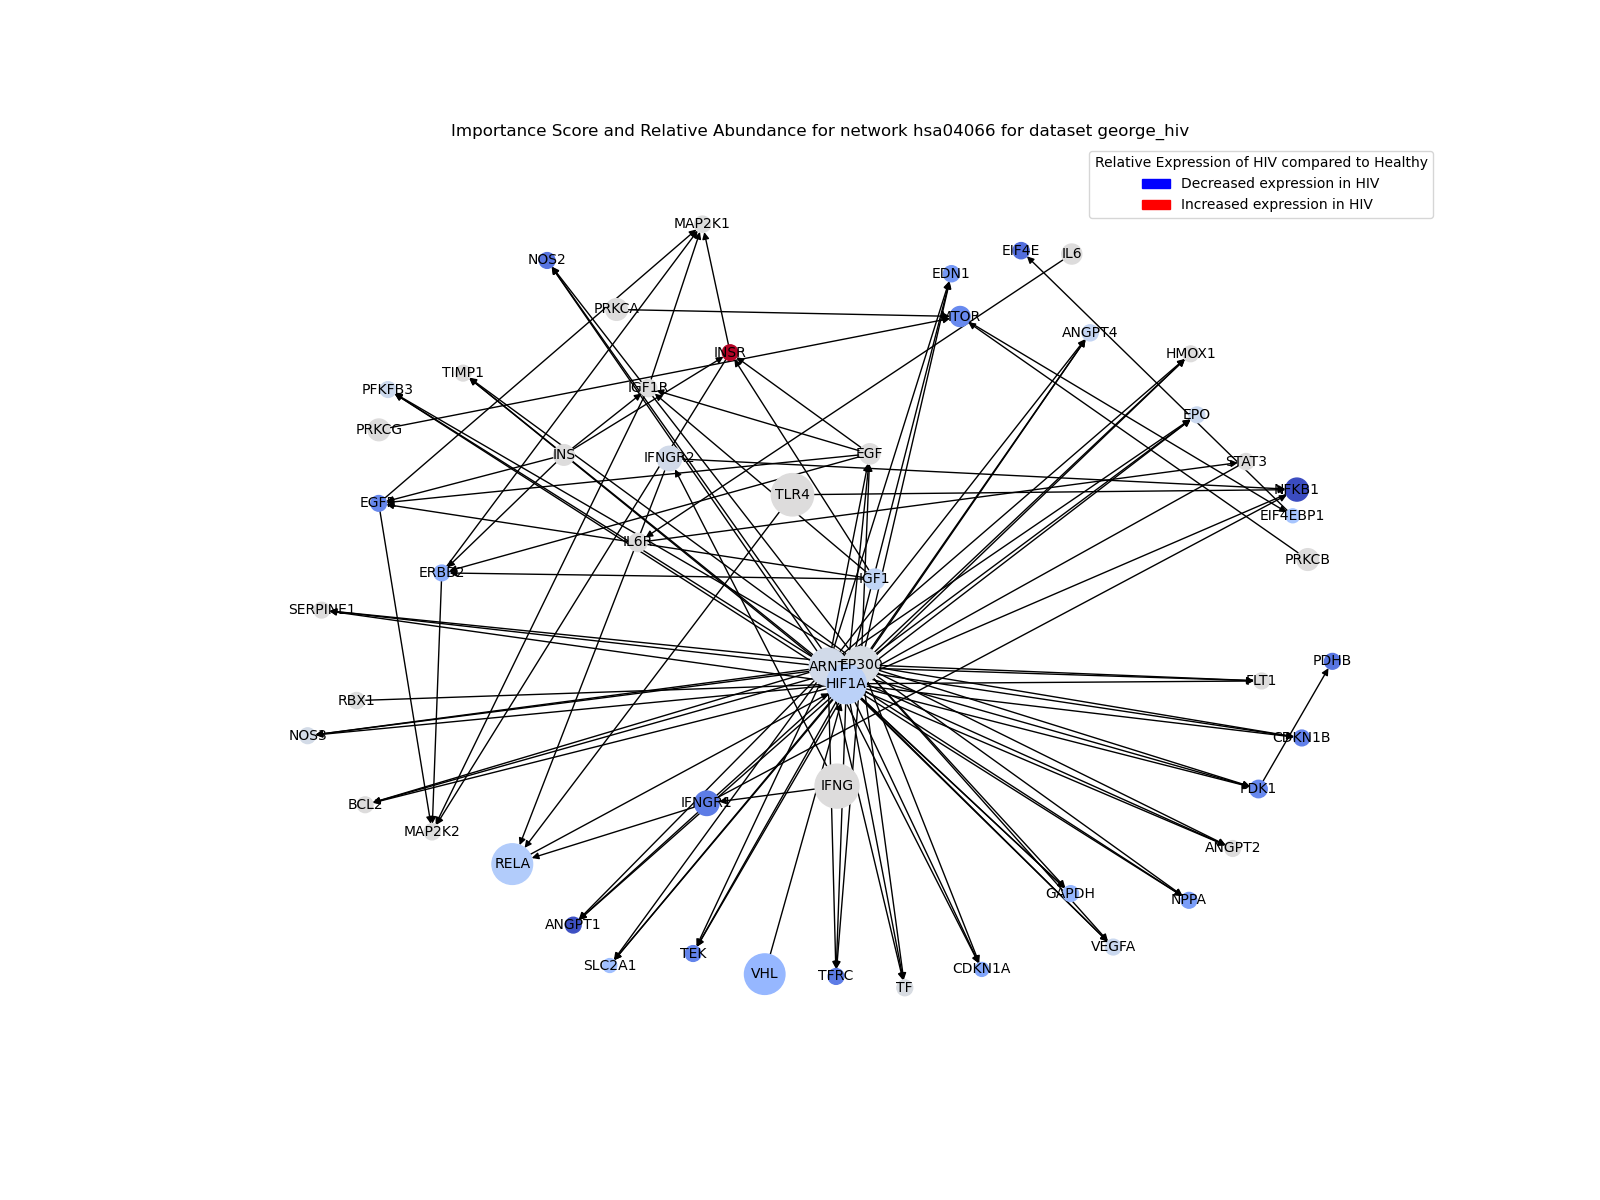 Importance Score and Relative Abundance for network hsa04066 for dataset george_hiv
Relative Expression of HIV compared to Healthy
Decreased expression in HIV
Increased expression in HIV
MAP2K1
NOS2
EIF4E
IL6
EDN1
PRKCA
ANGPT4
INSR
HMOX1
TIMP1
IGF1R
PFKFB3
EPO
PRKCG
INS
IFNGR2
EGF
STAT3
TLR4
NFKB1
EIF4EBP1
IL6R
PRKCB
ERBB2
IGF1
SERPINE1
ARNT
EP300
PDHB
HIF1A
FLT1
RBX1
NOS3
CDKN1B
IFNG
PDK1
IFNGR1
BCL2
MAP2K2
ANGPT2
RELA
GAPDH
NPPA
ANGPT1
VEGFA
TEK
SLC2A1
CDKN1A
VHL
TFRC
TF